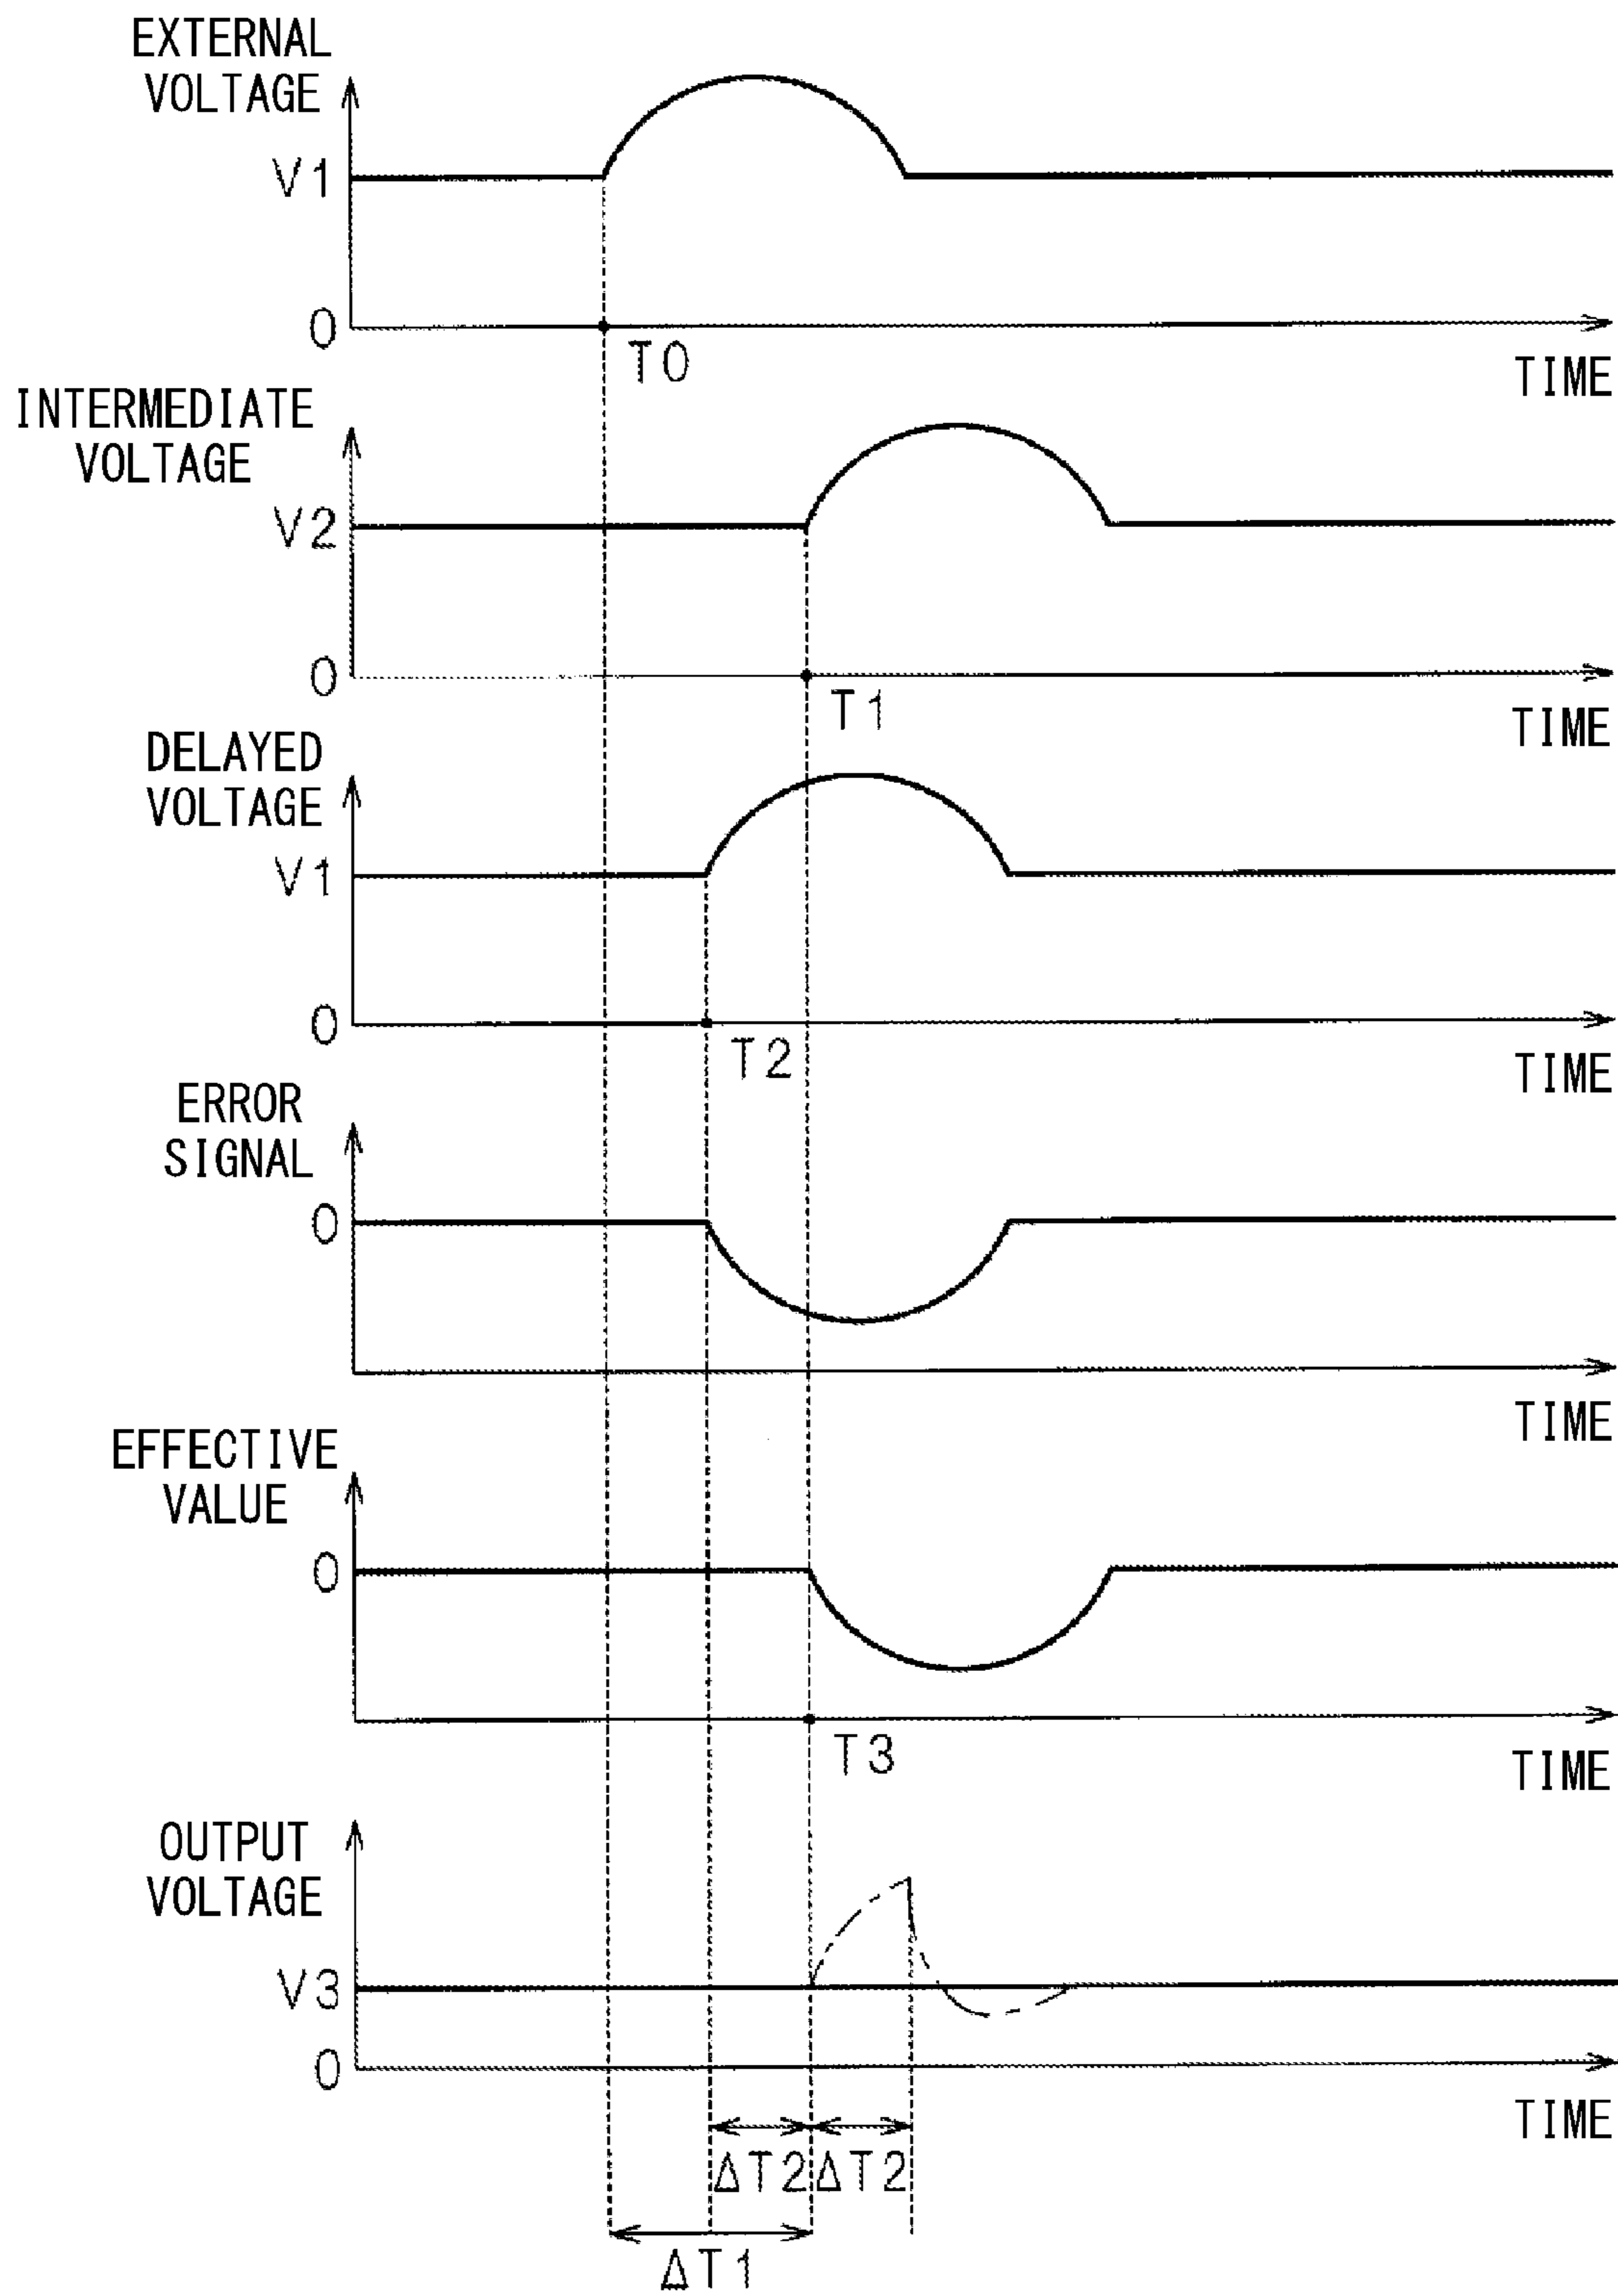 EXTERNAL
VOLTAGE
V1
0
T0
TIME
INTERMEDIATE
VOLTAGE
V2
0
T1
TIME
DELAYED
VOLTAGE
V1
0
T2
TIME
ERROR
SIGNAL
0
TIME
EFFECTIVE
VALUE
0
T3
TIME
OUTPUT
VOLTAGE
V3
0
TIME
ΔT2 ΔT2
ΔT1